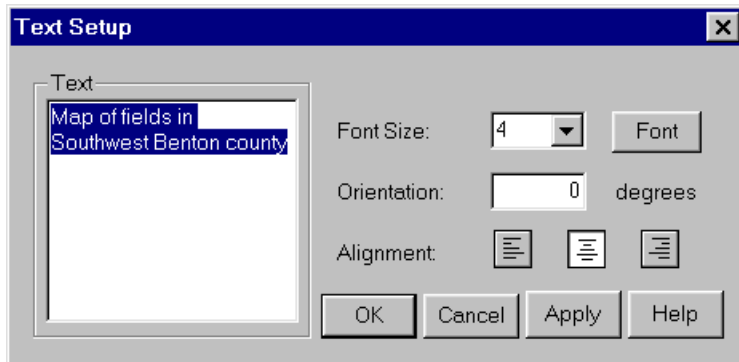 Text Setup
Text
Map of fields in
Southwest Benton county
Font Size: 4 Font
Orientation: 0 degrees
Alignment:
OK Cancel Apply Help